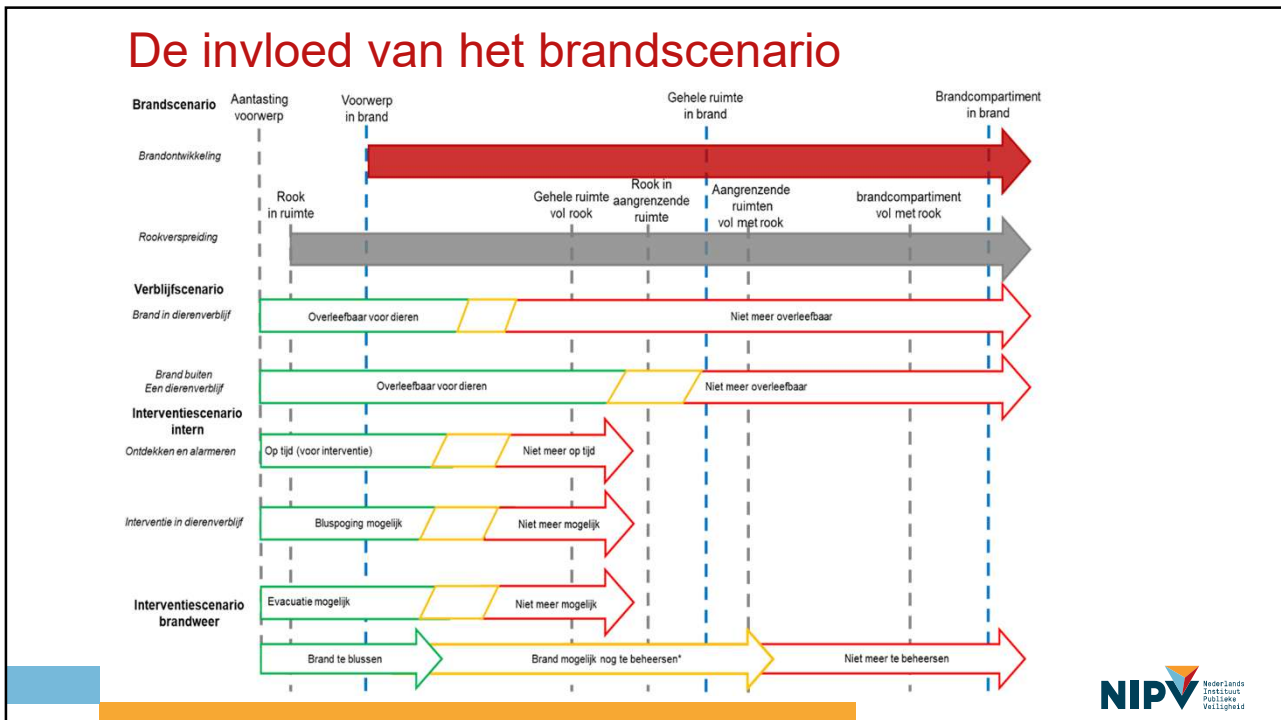 De invloed van het brandscenario
Brandscenario
Aantasting
voorwerp
Voorwerp
in brand
Gehele ruimte
in brand
Brandcompartiment
in brand
Brandontwikkeling
Rook
in ruimte
Gehele ruimte
vol rook
Rook in
aangrenzende
ruimte
Aangrenzende
ruimten
vol met rook
brandcompartiment
vol met rook
Rookverspreiding
Verblijfscenario
Brand in dierenverblijf
Overleefbaar voor dieren
Niet meer overleefbaar
Brand buiten
Een dierenverblijf
Overleefbaar voor dieren
Niet meer overleefbaar
Interventiescenario
intern
Ontdekken en alarmeren
Op tijd (voor interventie)
Niet meer op tijd
Interventie in dierenverblijf
Bluspoging mogelijk
Niet meer mogelijk
Interventiescenario
brandweer
Evacuatie mogelijk
Niet meer mogelijk
Brand te blussen
Brand mogelijk nog te beheersen*
Niet meer te beheersen
NIPV
Nederlands
Instituut
Publieke
Veiligheid